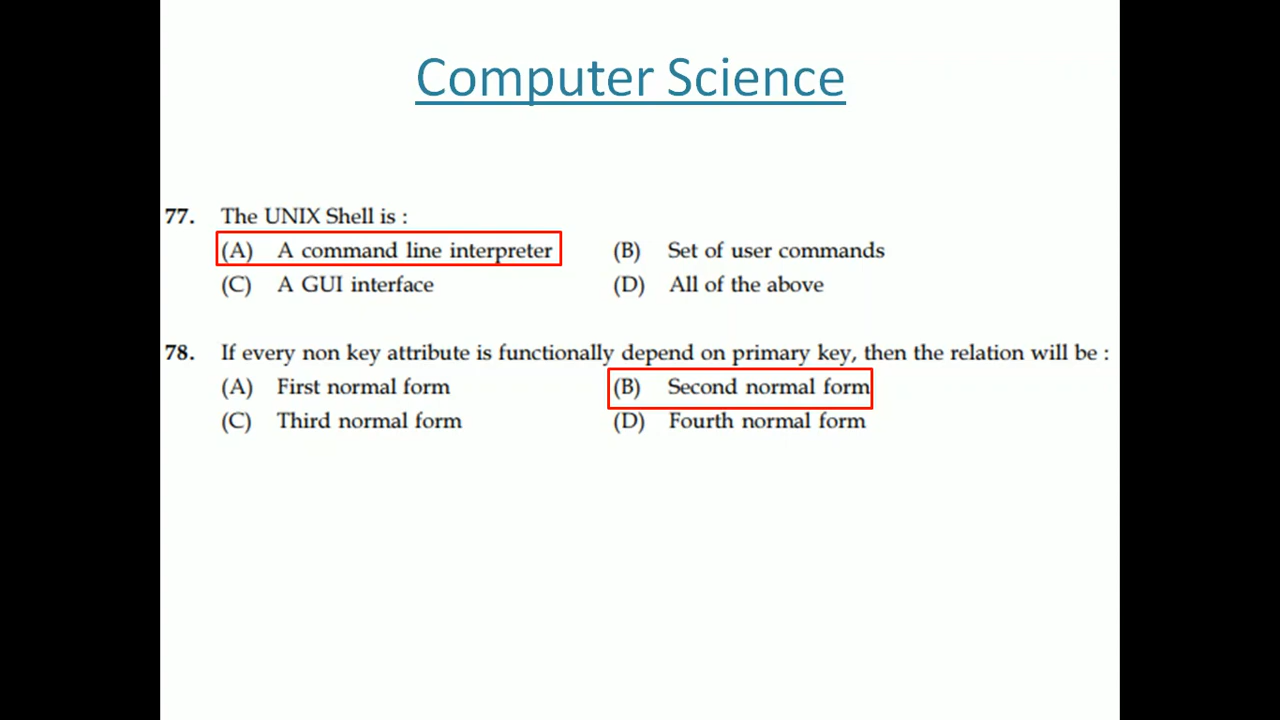 Computer Science
77. The UNIX Shell is :
(A) A command line interpreter (B) Set of user commands
(C) A GUI interface (D) All of the above
78. If every non key attribute is functionally depend on primary key, then the relation will be :
(A) First normal form (B) Second normal form
(C) Third normal form (D) Fourth normal form